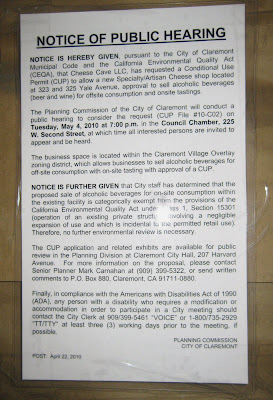 NOTICE OF PUBLIC HEARING
NOTICE IS HEREBY GIVEN, pursuant to the City of Claremont
Municipal Code and the California Environmental Quality Act
(CEQA), that Cheese Cave LLC, has requested a Conditional Use
Permit (CUP) to allow a new Specialty/Artisan Cheese shop located
at 323 and 325 Yale Avenue, approval to sell alcoholic beverages
(beer and wine) for offsite consumption and onsite tastings.
The Planning Commission of the City of Claremont will conduct a
public hearing to consider the request (CUP File #10-C02) on
Tuesday, May 4, 2010 at 7:00 p.m. in the Council Chamber, 225
W. Second Street, at which time all interested persons are invited to
appear and be heard.
The business space is located within the Claremont Village Overlay
zoning district, which allows businesses to sell alcoholic beverages for
off-site consumption with on-site tasting with approval of a CUP.
NOTICE IS FURTHER GIVEN that City staff has determined that the
proposed sale of alcoholic beverages for on-site consumption within
the existing facility is categorically exempt from the provisions of the
California Environmental Quality Act under 1, Section 15301
(operation of an existing private structure involving a negligible
expansion of use and which is incidental to the permitted retail use).
Therefore, no further environmental review is necessary.
The CUP application and related exhibits are available for public
review in the Planning Division at Claremont City Hall, 207 Harvard
Avenue. For more information on the proposal, please contact
Senior Planner Mark Carnahan at (909) 399-5322, or send written
comments to P.O. Box 880, Claremont, CA 91711-0880.
Finally, in compliance with the Americans with Disabilities Act of 1990
(ADA), any person with a disability who requires a modification or
accommodation in order to participate in a City meeting should
contact the City Clerk at 909/399-5461 "VOICE" or 1-800/735-2929
"TT/TTY" at least three (3) working days prior to the meeting, if
possible.
PLANNING COMMISSION
CITY OF CLAREMONT
POST: April 22, 2010